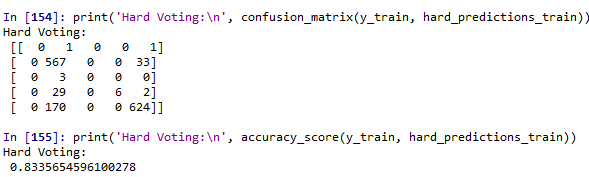 In [154]: print('Hard Voting:\n', confusion_matrix(y_train, hard_predictions_train))
Hard Voting:
 [[  0   1   0   0   1]
 [  0 567   0   0  33]
 [  0   3   0   0   0]
 [  0  29   0   6   2]
 [  0 170   0   0 624]]
In [155]: print('Hard Voting:\n', accuracy_score(y_train, hard_predictions_train))
Hard Voting:
 0.8335654596100278